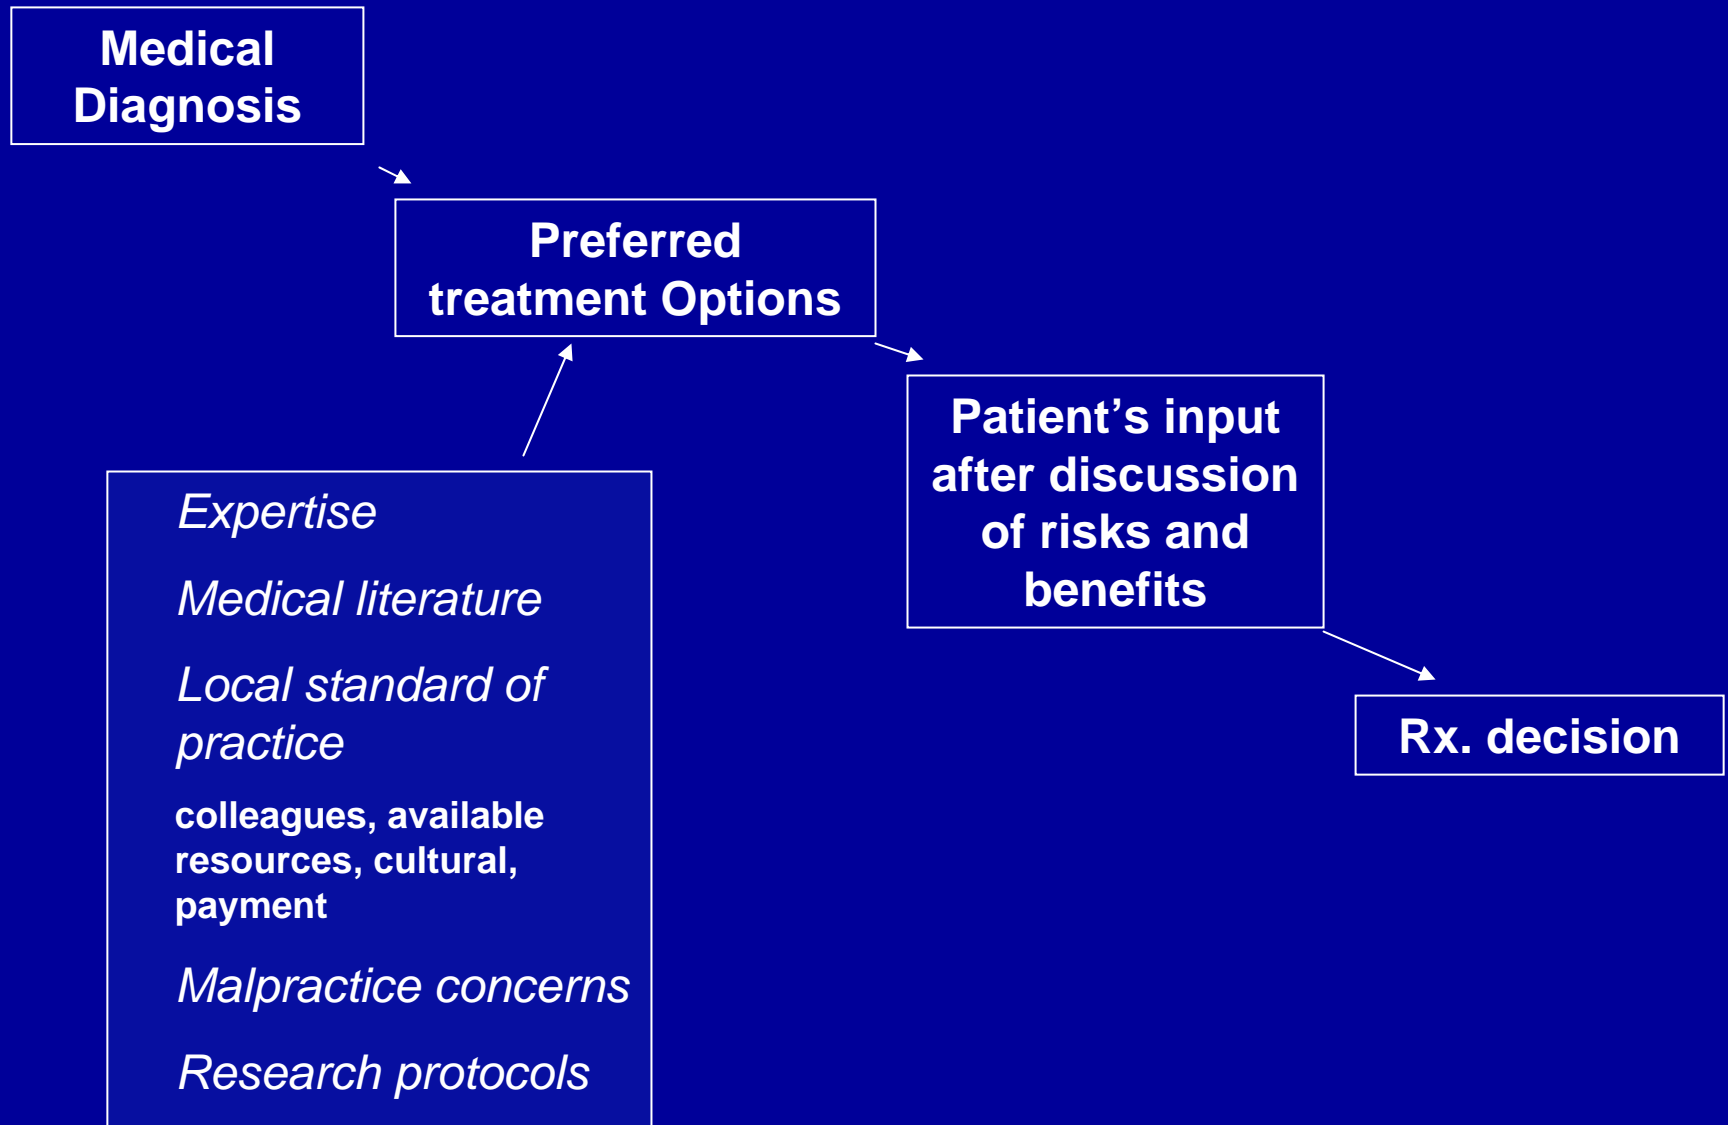 Medical
Diagnosis
Preferred
treatment Options
Patient’s input
after discussion
of risks and
benefits
Rx. decision
Expertise
Medical literature
Local standard of
practice
colleagues, available
resources, cultural,
payment
Malpractice concerns
Research protocols